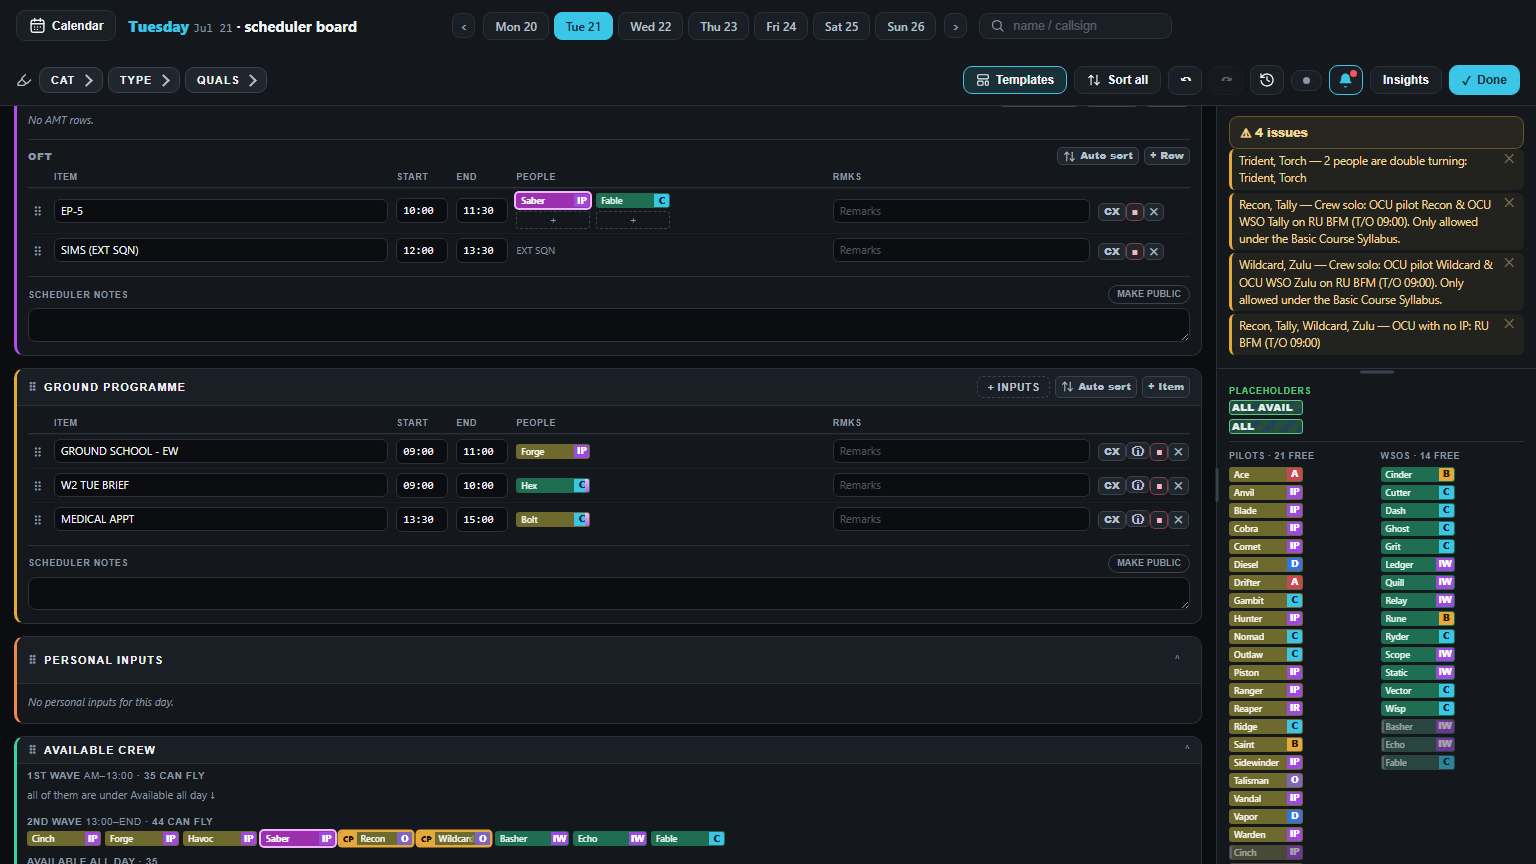 Calendar
Tuesday Jul 21 · scheduler board
‹ Mon 20 Tue 21 Wed 22 Thu 23 Fri 24 Sat 25 Sun 26 ›
name / callsign
CAT TYPE QUALS
Templates Sort all Insights ✓ Done
No AMT rows.
OFT
Auto sort + Row
ITEM START END PEOPLE RMKS
EP-5 10:00 11:30 Saber IP Fable C Remarks CX
+ +
SIMS (EXT SQN) 12:00 13:30 EXT SQN Remarks CX
SCHEDULER NOTES MAKE PUBLIC
GROUND PROGRAMME + INPUTS Auto sort + Item
ITEM START END PEOPLE RMKS
GROUND SCHOOL - EW 09:00 11:00 Forge IP Remarks CX
W2 TUE BRIEF 09:00 10:00 Hex C Remarks CX
MEDICAL APPT 13:30 15:00 Bolt C Remarks CX
SCHEDULER NOTES MAKE PUBLIC
PERSONAL INPUTS
No personal inputs for this day.
AVAILABLE CREW
1ST WAVE AM–13:00 · 35 CAN FLY
all of them are under Available all day ↓
2ND WAVE 13:00–END · 44 CAN FLY
Cinch IP Forge IP Havoc IP Saber IP CP Recon O CP Wildcard O Basher IW Echo IW Fable C
AVAILABLE ALL DAY · 35
⚠ 4 issues
Trident, Torch — 2 people are double turning:
Trident, Torch
Recon, Tally — Crew solo: OCU pilot Recon & OCU
WSO Tally on RU BFM (T/O 09:00). Only allowed
under the Basic Course Syllabus.
Wildcard, Zulu — Crew solo: OCU pilot Wildcard &
OCU WSO Zulu on RU BFM (T/O 09:00). Only
allowed under the Basic Course Syllabus.
Recon, Tally, Wildcard, Zulu — OCU with no IP: RU
BFM (T/O 09:00)
PLACEHOLDERS
ALL AVAIL
ALL
PILOTS · 21 FREE
Ace A
Anvil IP
Blade IP
Cobra IP
Comet IP
Diesel D
Drifter A
Gambit C
Hunter IP
Nomad C
Outlaw C
Piston IP
Ranger IP
Reaper IR
Ridge C
Saint B
Sidewinder IP
Talisman O
Vandal IP
Vapor D
Warden IP
Cinch IP
WSOS · 14 FREE
Cinder B
Cutter C
Dash C
Ghost C
Grit C
Ledger IW
Quill IW
Relay IW
Rune B
Ryder C
Scope IW
Static IW
Vector C
Wisp C
Basher IW
Echo IW
Fable C